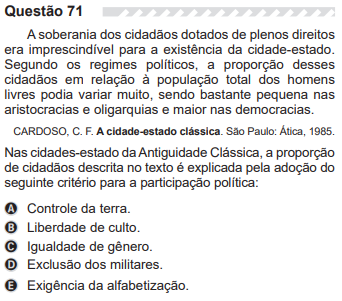 Questão 71
A soberania dos cidadãos dotados de plenos direitos
era imprescindível para a existência da cidade-estado.
Segundo os regimes políticos, a proporção desses
cidadãos em relação à população total dos homens
livres podia variar muito, sendo bastante pequena nas
aristocracias e oligarquias e maior nas democracias.
CARDOSO, C. F. A cidade-estado clássica. São Paulo: Ática, 1985.
Nas cidades-estado da Antiguidade Clássica, a proporção
de cidadãos descrita no texto é explicada pela adoção do
seguinte critério para a participação política:
A Controle da terra.
B Liberdade de culto.
C Igualdade de gênero.
D Exclusão dos militares.
E Exigência da alfabetização.